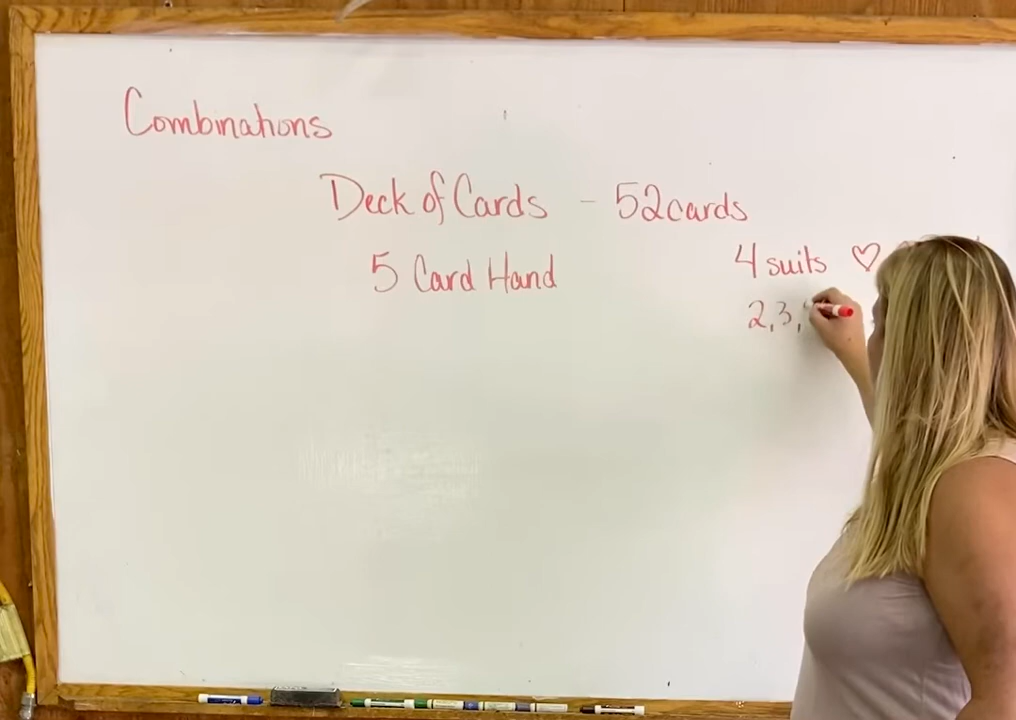 Combinations
Deck of Cards - 52 cards
5 Card Hand
4 suits ♡
2, 3,